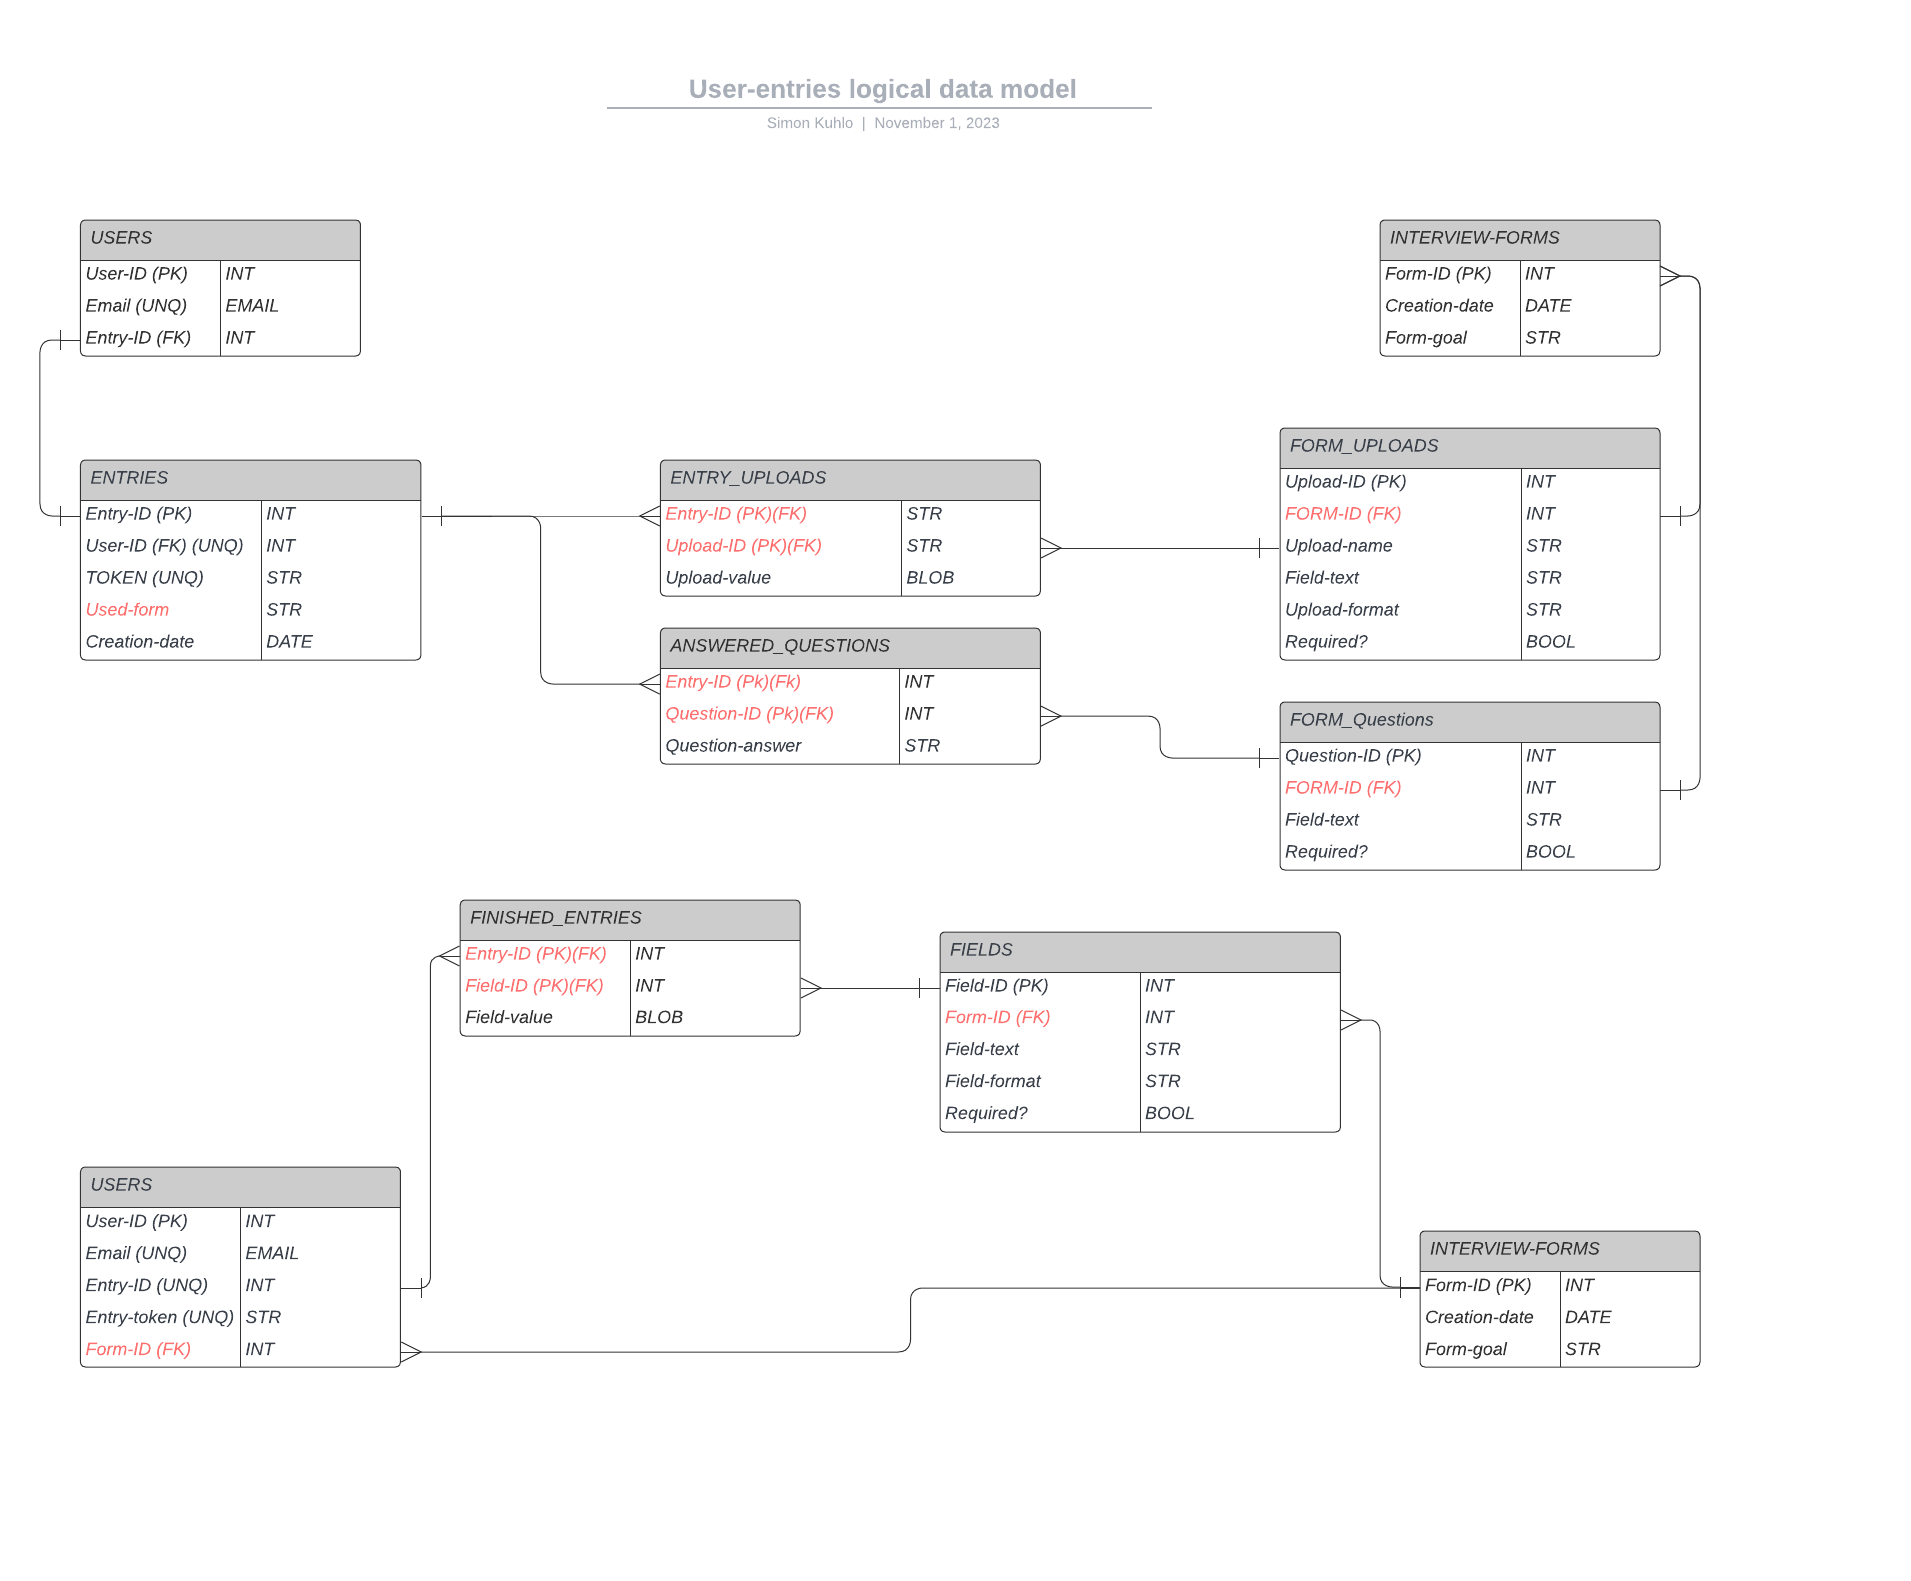 User-entries logical data model
Simon Kuhlo | November 1, 2023
USERS
User-ID (PK) INT
Email (UNQ) EMAIL
Entry-ID (FK) INT
INTERVIEW-FORMS
Form-ID (PK) INT
Creation-date DATE
Form-goal STR
ENTRIES
Entry-ID (PK) INT
User-ID (FK) (UNQ) INT
TOKEN (UNQ) STR
Used-form STR
Creation-date DATE
ENTRY_UPLOADS
Entry-ID (PK)(FK) STR
Upload-ID (PK)(FK) STR
Upload-value BLOB
FORM_UPLOADS
Upload-ID (PK) INT
FORM-ID (FK) INT
Upload-name STR
Field-text STR
Upload-format STR
Required? BOOL
ANSWERED_QUESTIONS
Entry-ID (Pk)(Fk) INT
Question-ID (Pk)(FK) INT
Question-answer STR
FORM_Questions
Question-ID (PK) INT
FORM-ID (FK) INT
Field-text STR
Required? BOOL
FINISHED_ENTRIES
Entry-ID (PK)(FK) INT
Field-ID (PK)(FK) INT
Field-value BLOB
FIELDS
Field-ID (PK) INT
Form-ID (FK) INT
Field-text STR
Field-format STR
Required? BOOL
USERS
User-ID (PK) INT
Email (UNQ) EMAIL
Entry-ID (UNQ) INT
Entry-token (UNQ) STR
Form-ID (FK) INT
INTERVIEW-FORMS
Form-ID (PK) INT
Creation-date DATE
Form-goal STR